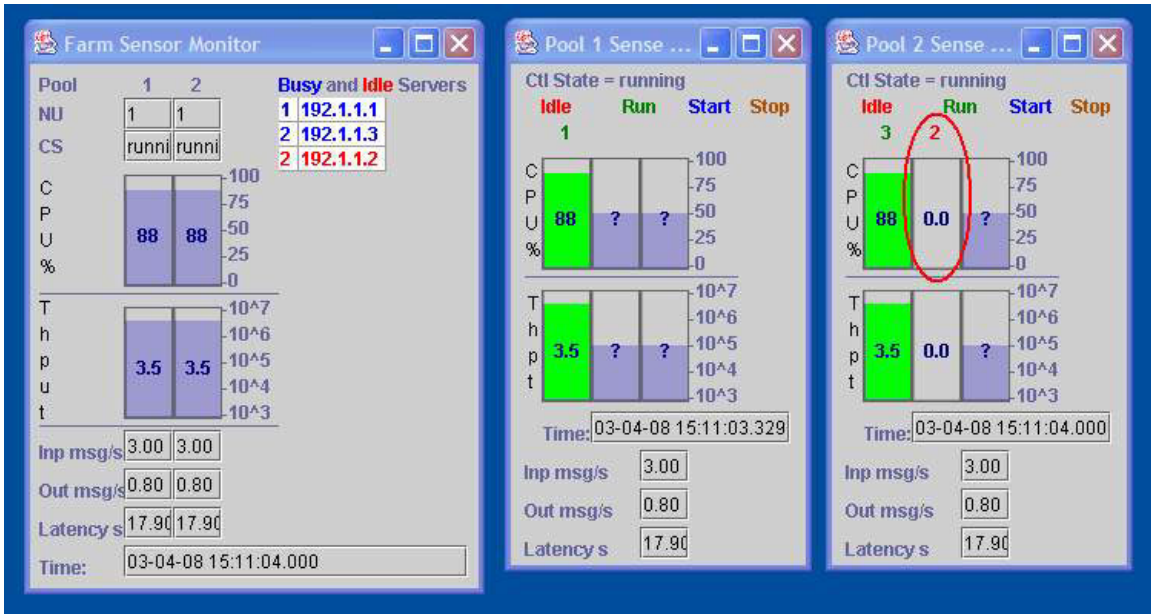 Farm Sensor Monitor
Pool 1 2 Busy and Idle Servers
NU 1 1 1 192.1.1.1
CS runni runni 2 192.1.1.3
2 192.1.1.2
CPU%
88 88
100
75
50
25
0
Thput
3.5 3.5
10^7
10^6
10^5
10^4
10^3
Inp msg/s 3.00 3.00
Out msg/s 0.80 0.80
Latency s 17.90 17.90
Time: 03-04-08 15:11:04.000
Pool 1 Sense ...
Ctl State = running
Idle Run Start Stop
1
CPU%
88 ? ?
100
75
50
25
0
Thpt
3.5 ? ?
10^7
10^6
10^5
10^4
10^3
Time: 03-04-08 15:11:03.329
Inp msg/s 3.00
Out msg/s 0.80
Latency s 17.90
Pool 2 Sense ...
Ctl State = running
Idle Run Start Stop
3 2
CPU%
88 0.0 ?
100
75
50
25
0
Thpt
3.5 0.0 ?
10^7
10^6
10^5
10^4
10^3
Time: 03-04-08 15:11:04.000
Inp msg/s 3.00
Out msg/s 0.80
Latency s 17.90